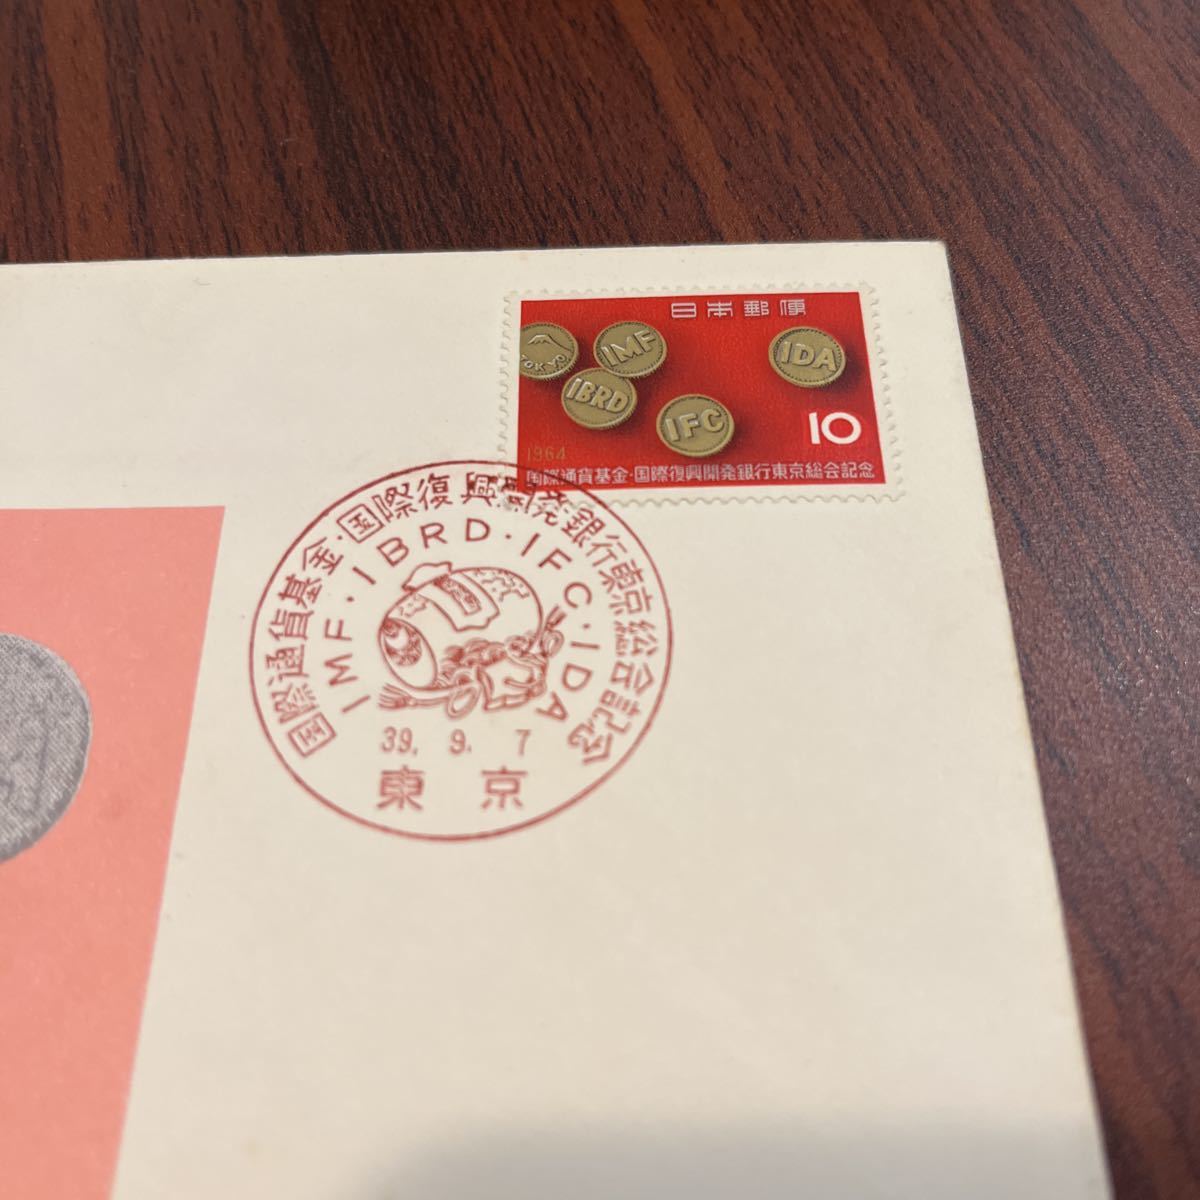 日本郵便
TOKYO
IMF
IBRD
IFC
IDA
10
1964
国際通貨基金・国際復興開発銀行東京総会記念
国際通貨基金・国際復興開発銀行東京総会記念
IMF・IBRD・IFC・IDA
39. 9. 7
東京